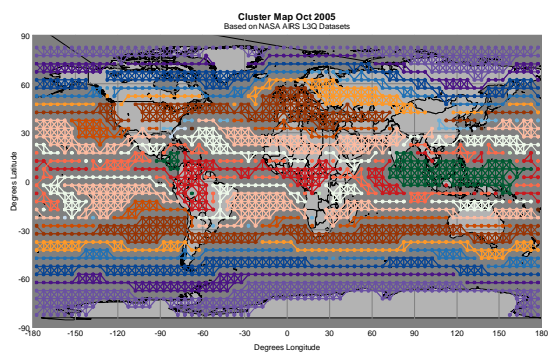 Cluster Map Oct 2005
Based on NASA AIRS L3Q Datasets
90
60
30
0
-30
-60
-90
Degrees Latitude
-180 -150 -120 -90 -60 -30 0 30 60 90 120 150 180
Degrees Longitude